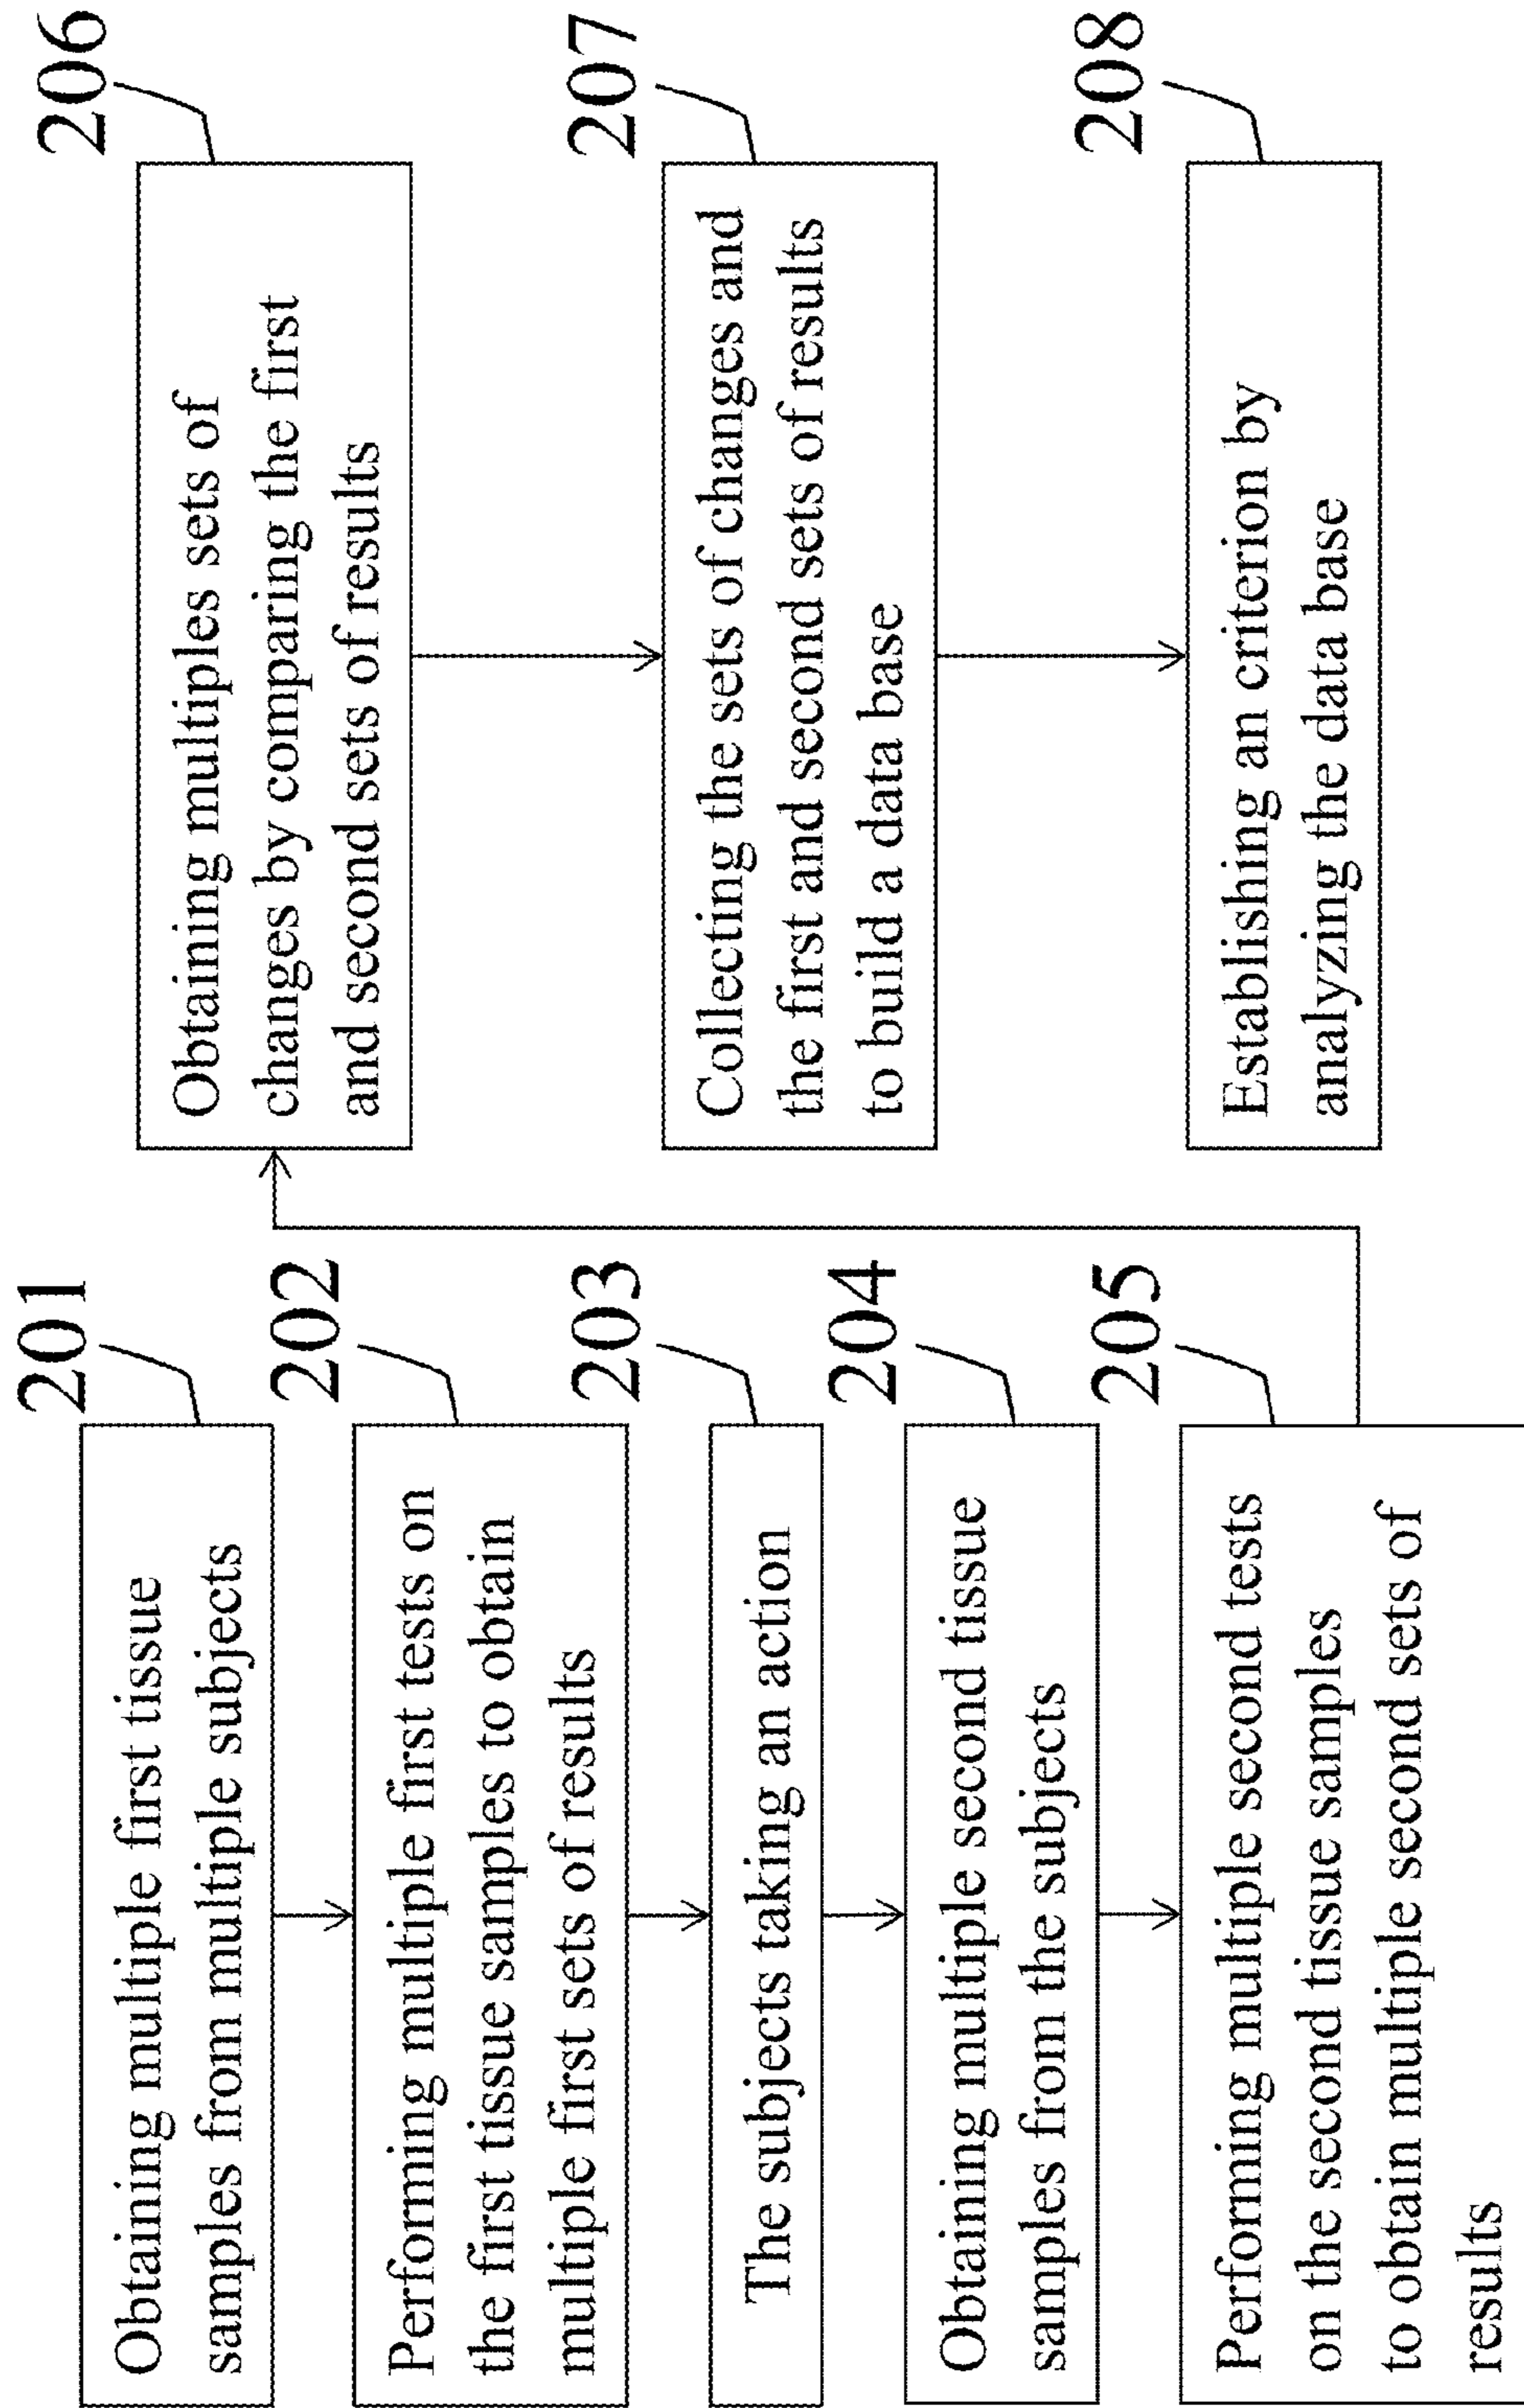 201
Obtaining multiple first tissue
samples from multiple subjects
202
Performing multiple first tests on
the first tissue samples to obtain
multiple first sets of results
203
The subjects taking an action
204
Obtaining multiple second tissue
samples from the subjects
205
Performing multiple second tests
on the second tissue samples
to obtain multiple second sets of
results
206
Obtaining multiples sets of
changes by comparing the first
and second sets of results
207
Collecting the sets of changes and
the first and second sets of results
to build a data base
208
Establishing an criterion by
analyzing the data base